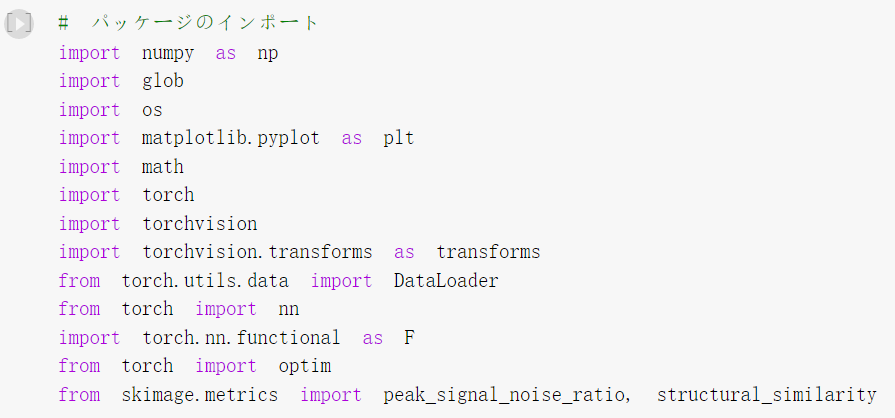 # パッケージのインポート
import numpy as np
import glob
import os
import matplotlib.pyplot as plt
import math
import torch
import torchvision
import torchvision.transforms as transforms
from torch.utils.data import DataLoader
from torch import nn
import torch.nn.functional as F
from torch import optim
from skimage.metrics import peak_signal_noise_ratio, structural_similarity